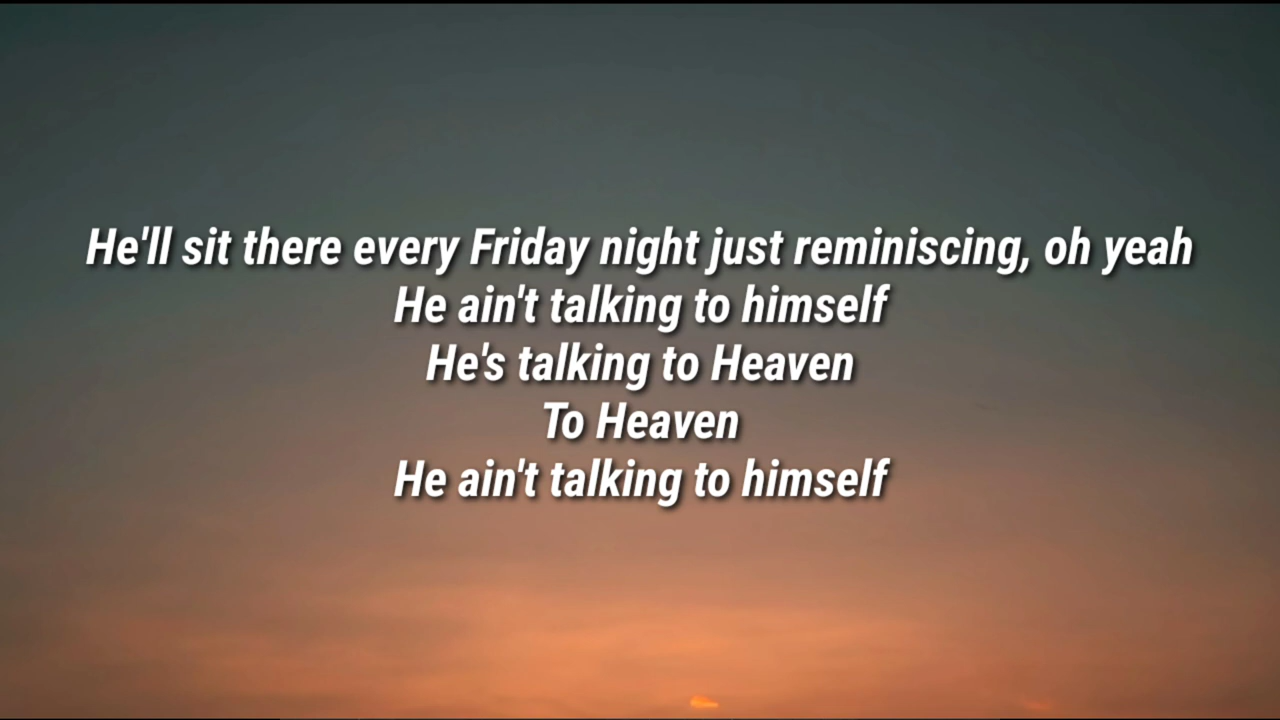 He'll sit there every Friday night just reminiscing, oh yeah
He ain't talking to himself
He's talking to Heaven
To Heaven
He ain't talking to himself